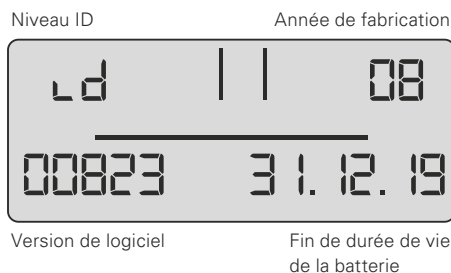 Niveau ID Année de fabrication
ıd 08
00823 31.12.19
Version de logiciel Fin de durée de vie
de la batterie